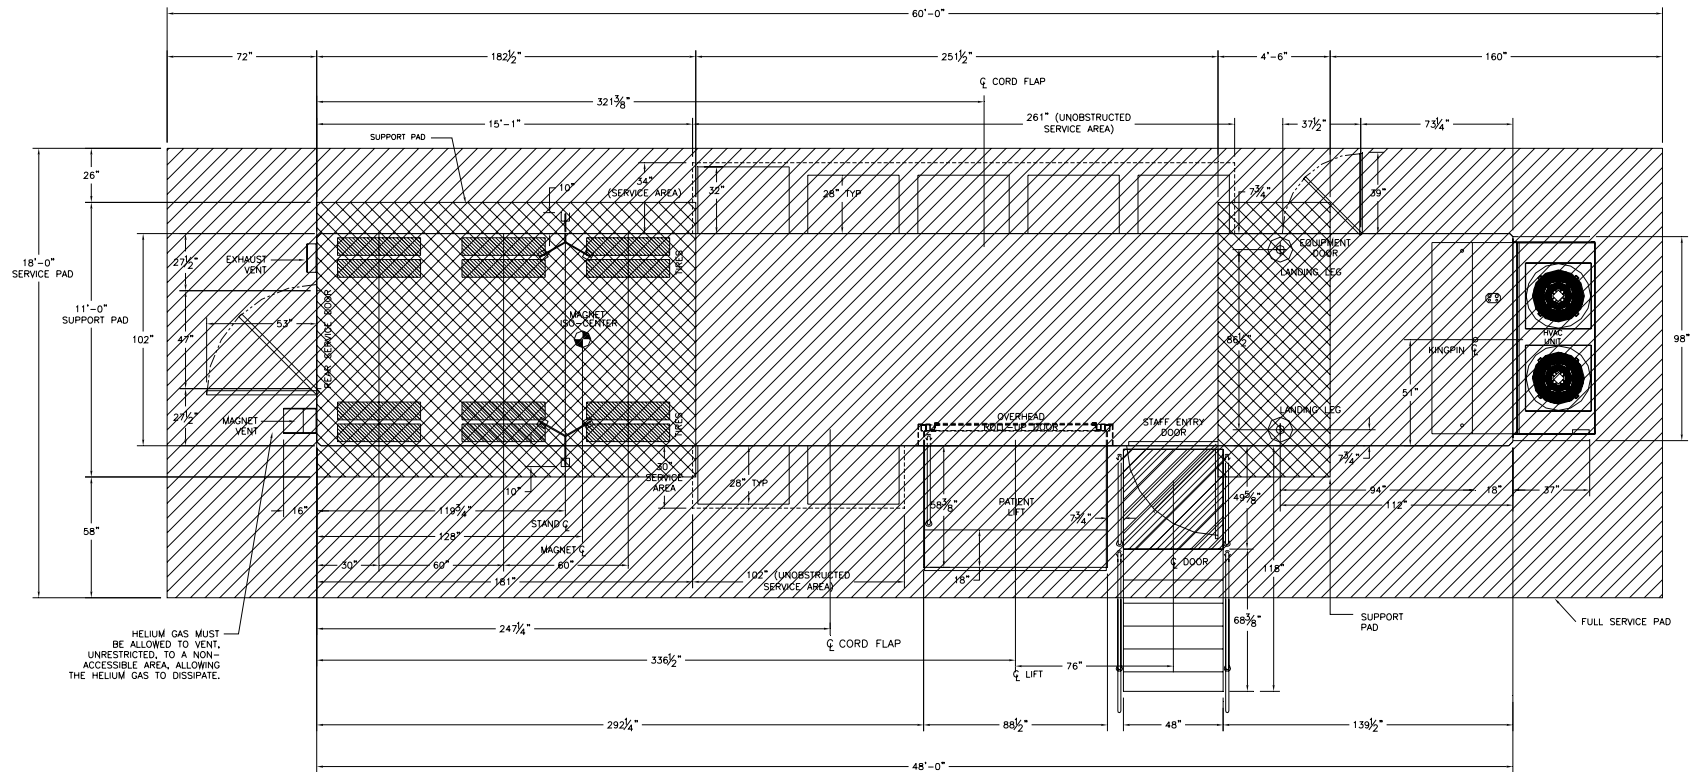 60'-0"
72"
182½"
251½"
4'-6"
160"
℄ CORD FLAP
321⅜"
15'-1"
261" (UNOBSTRUCTED
SERVICE AREA)
37½"
73¼"
SUPPORT PAD
26"
10"
34"
(SERVICE AREA)
32"
28" TYP
7¾"
39"
18'-0"
SERVICE PAD
11'-0"
SUPPORT PAD
102"
27½"
47"
27½"
EXHAUST
VENT
53"
REAR SERVICE DOOR
MAGNET
VENT
TIRES
MAGNET
ISO-CENTER
TIRES
EQUIPMENT
DOOR
LANDING LEG
86½"
KINGPIN ℄
HVAC
UNIT
98"
51"
LANDING LEG
OVERHEAD
ROLL-UP DOOR
STAFF ENTRY
DOOR
7¾"
30"
SERVICE
AREA
28" TYP
10"
58⅜"
PATIENT
LIFT
7¾"
49⅝"
94"
18"
37"
112"
16"
119¾"
STAND ℄
128"
MAGNET ℄
58"
30"
60"
60"
181"
102" (UNOBSTRUCTED
SERVICE AREA)
18"
℄ DOOR
118"
68⅜"
SUPPORT
PAD
FULL SERVICE PAD
HELIUM GAS MUST
BE ALLOWED TO VENT,
UNRESTRICTED, TO A NON-
ACCESSIBLE AREA, ALLOWING
THE HELIUM GAS TO DISSIPATE.
247¼"
℄ CORD FLAP
336½"
76"
℄ LIFT
292¼"
88½"
48"
139½"
48'-0"